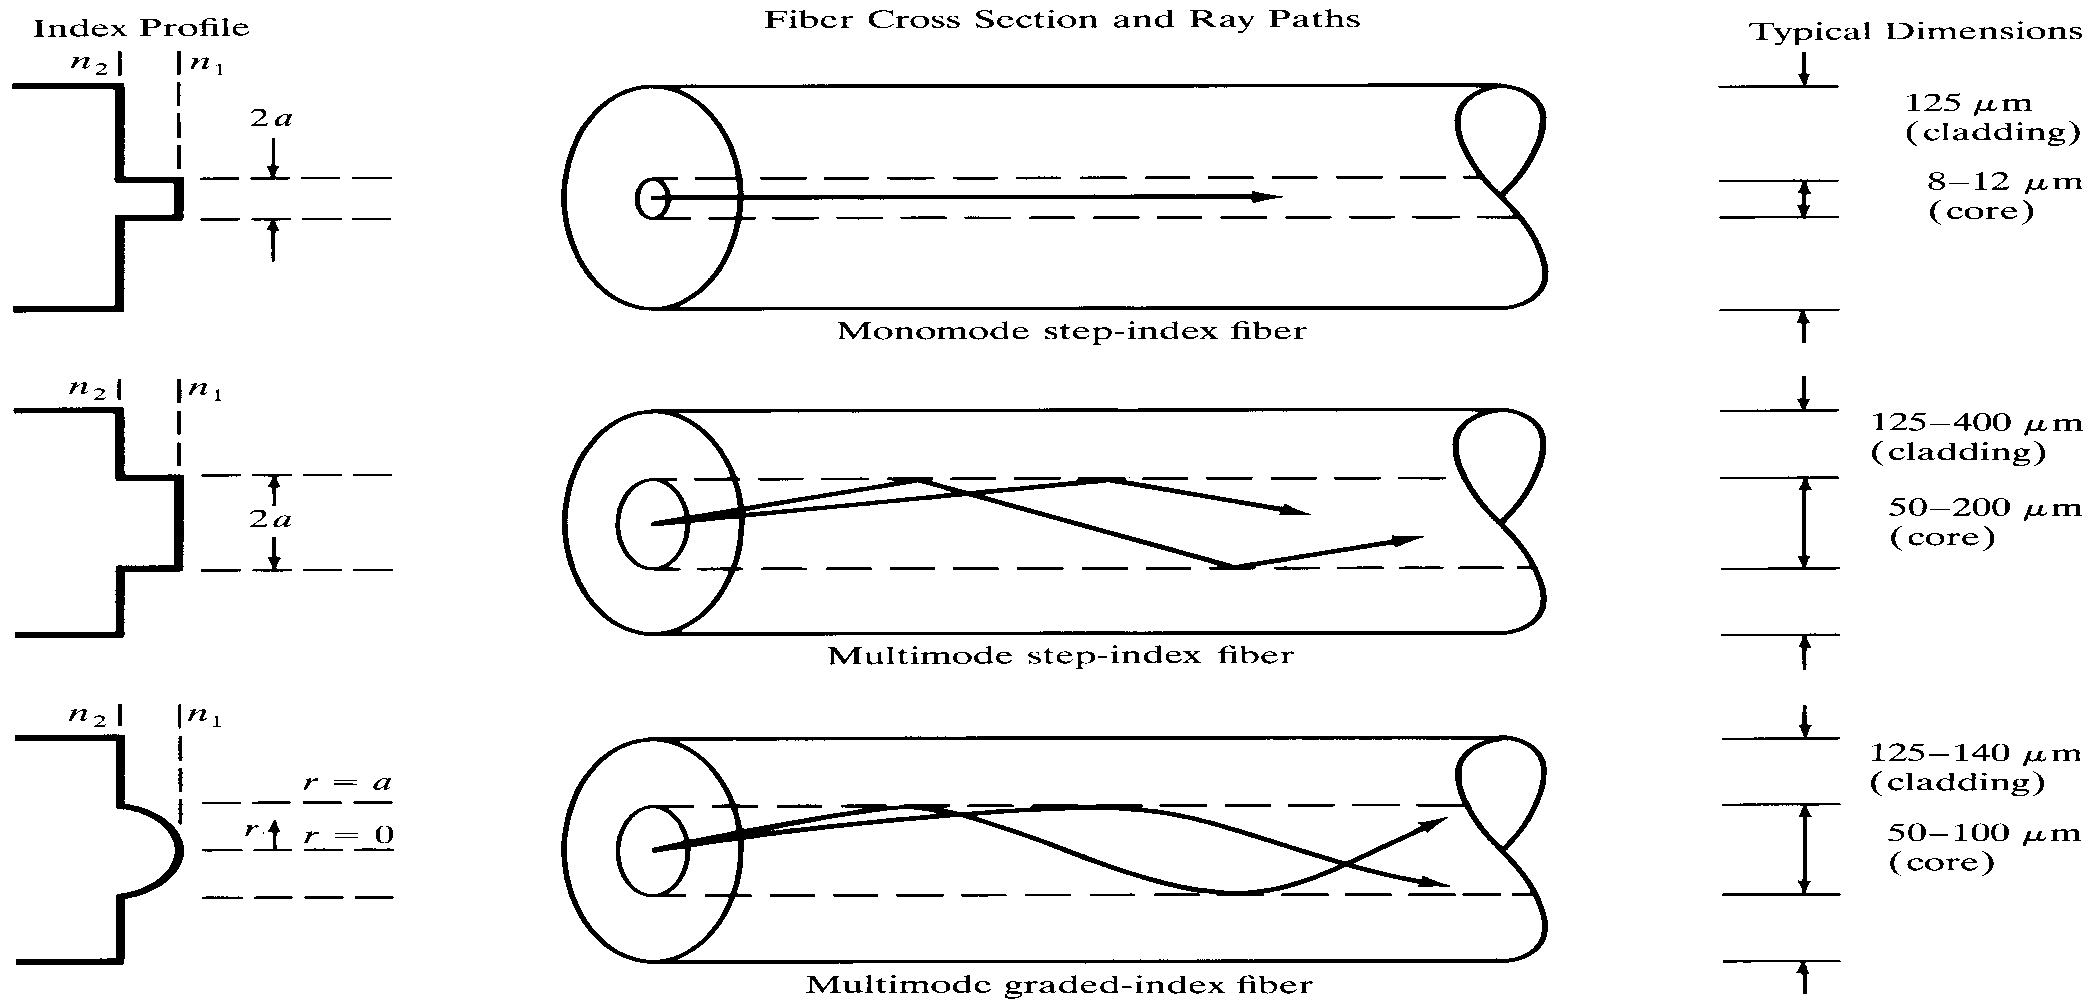 Index Profile
Fiber Cross Section and Ray Paths
Typical Dimensions
n₂
n₁
2a
125 μm
(cladding)
8–12 μm
(core)
Monomode step-index fiber
n₂
n₁
2a
125–400 μm
(cladding)
50–200 μm
(core)
Multimode step-index fiber
n₂
n₁
r = a
r
r = 0
125–140 μm
(cladding)
50–100 μm
(core)
Multimode graded-index fiber